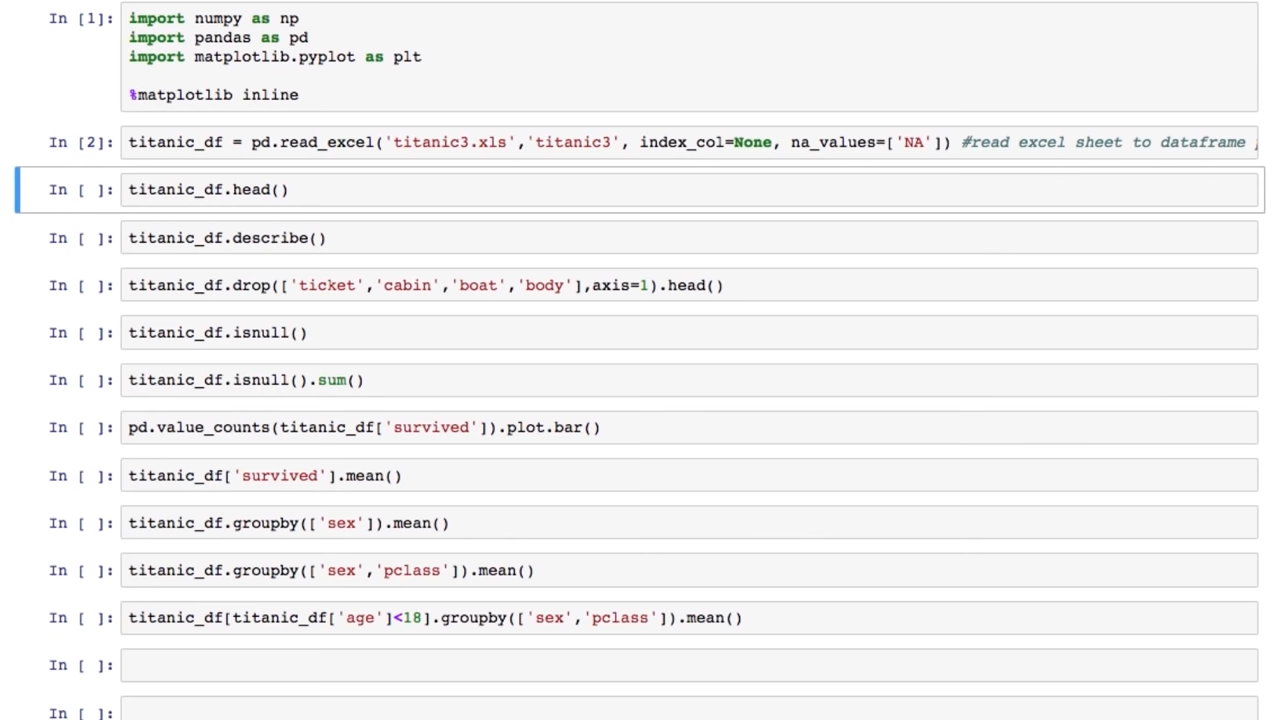 In [1]: import numpy as np
import pandas as pd
import matplotlib.pyplot as plt
%matplotlib inline
In [2]: titanic_df = pd.read_excel('titanic3.xls','titanic3', index_col=None, na_values=['NA']) #read excel sheet to dataframe
In [ ]: titanic_df.head()
In [ ]: titanic_df.describe()
In [ ]: titanic_df.drop(['ticket','cabin','boat','body'],axis=1).head()
In [ ]: titanic_df.isnull()
In [ ]: titanic_df.isnull().sum()
In [ ]: pd.value_counts(titanic_df['survived']).plot.bar()
In [ ]: titanic_df['survived'].mean()
In [ ]: titanic_df.groupby(['sex']).mean()
In [ ]: titanic_df.groupby(['sex','pclass']).mean()
In [ ]: titanic_df[titanic_df['age']<18].groupby(['sex','pclass']).mean()
In [ ]:
In [ ]: